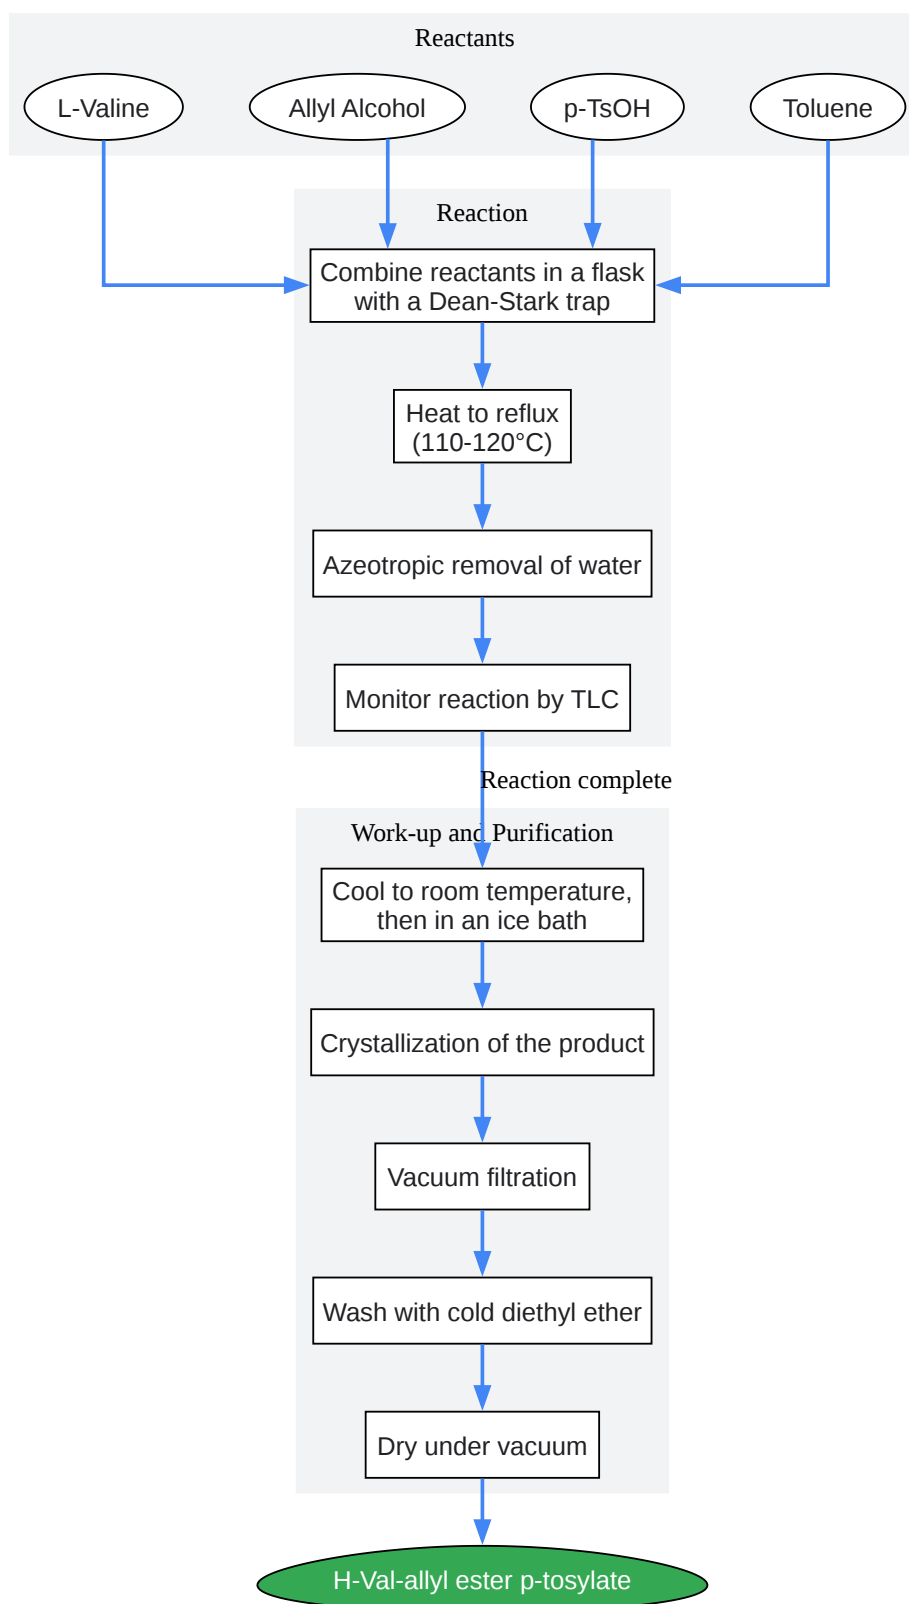 Reactants
L-Valine
Allyl Alcohol
p-TsOH
Toluene
Reaction
Combine reactants in a flask
with a Dean-Stark trap
Heat to reflux
(110-120°C)
Azeotropic removal of water
Monitor reaction by TLC
Reaction complete
Work-up and Purification
Cool to room temperature,
then in an ice bath
Crystallization of the product
Vacuum filtration
Wash with cold diethyl ether
Dry under vacuum
H-Val-allyl ester p-tosylate